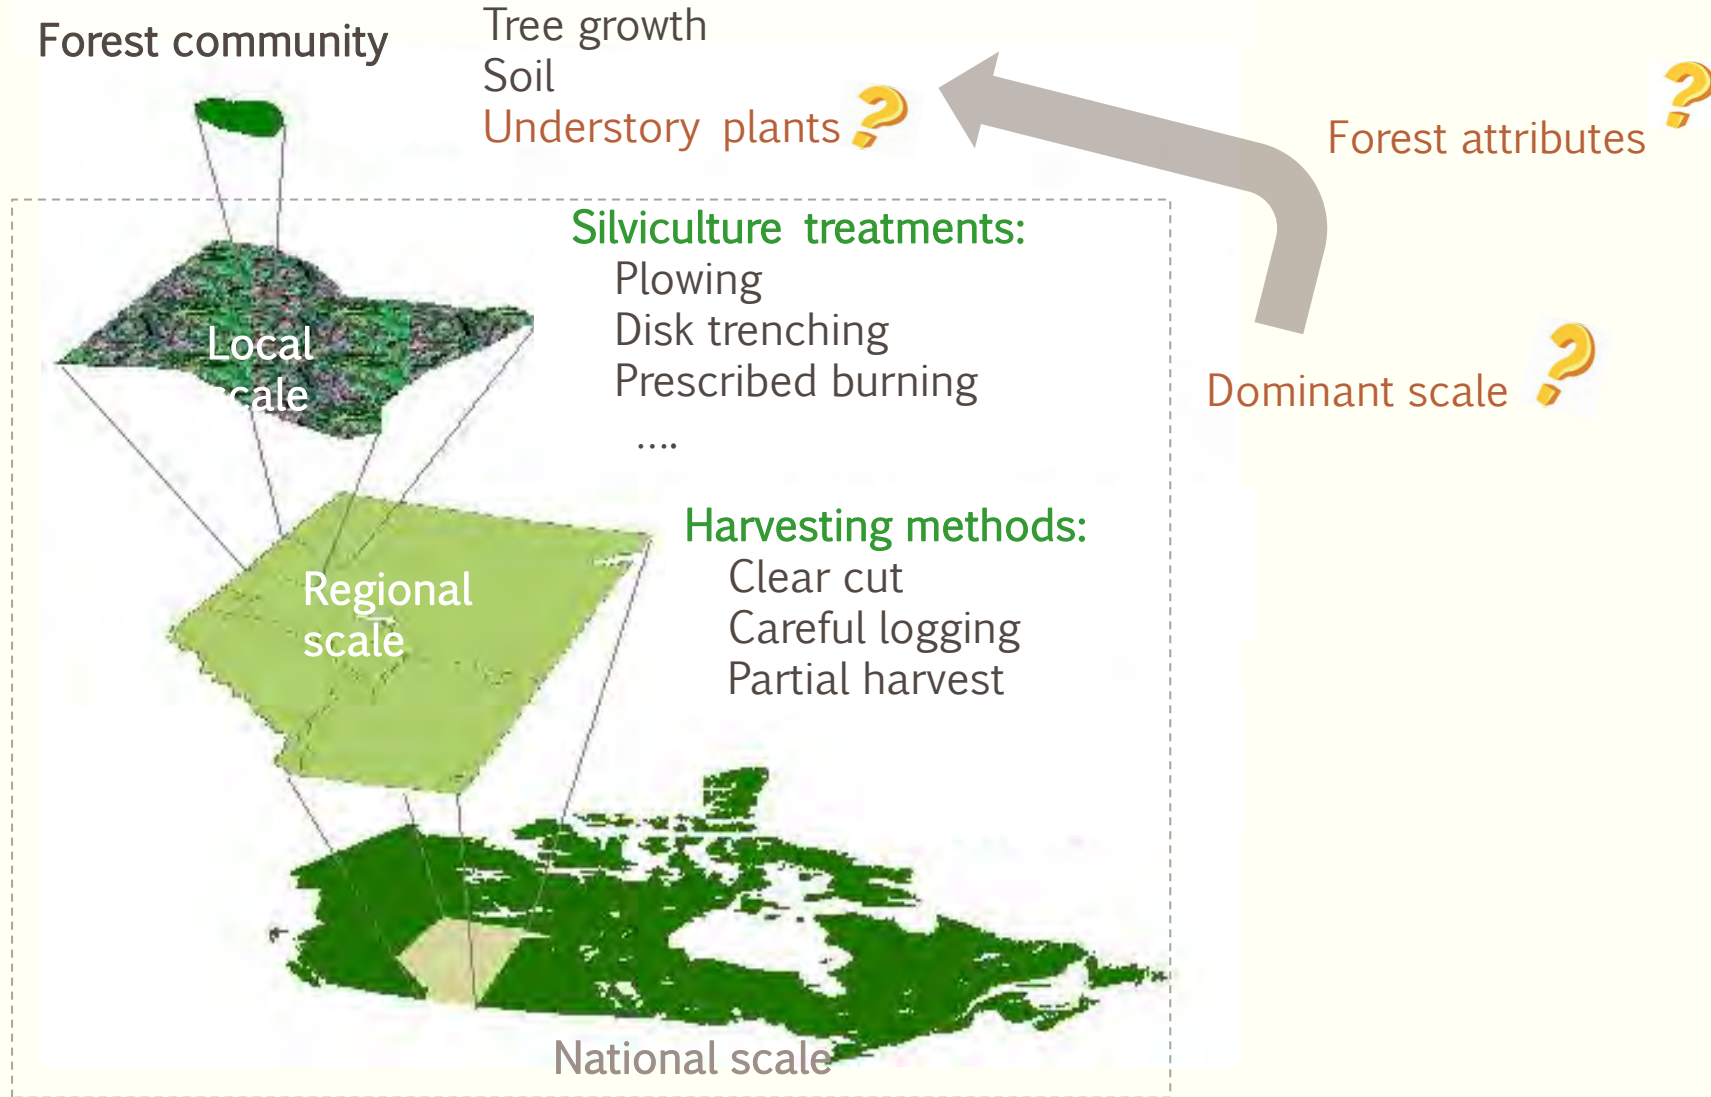 Forest community
Tree growth
Soil
Understory plants ?
Forest attributes ?
Silviculture treatments:
Plowing
Disk trenching
Prescribed burning
....
Local
scale
Dominant scale ?
Harvesting methods:
Clear cut
Careful logging
Partial harvest
Regional
scale
National scale